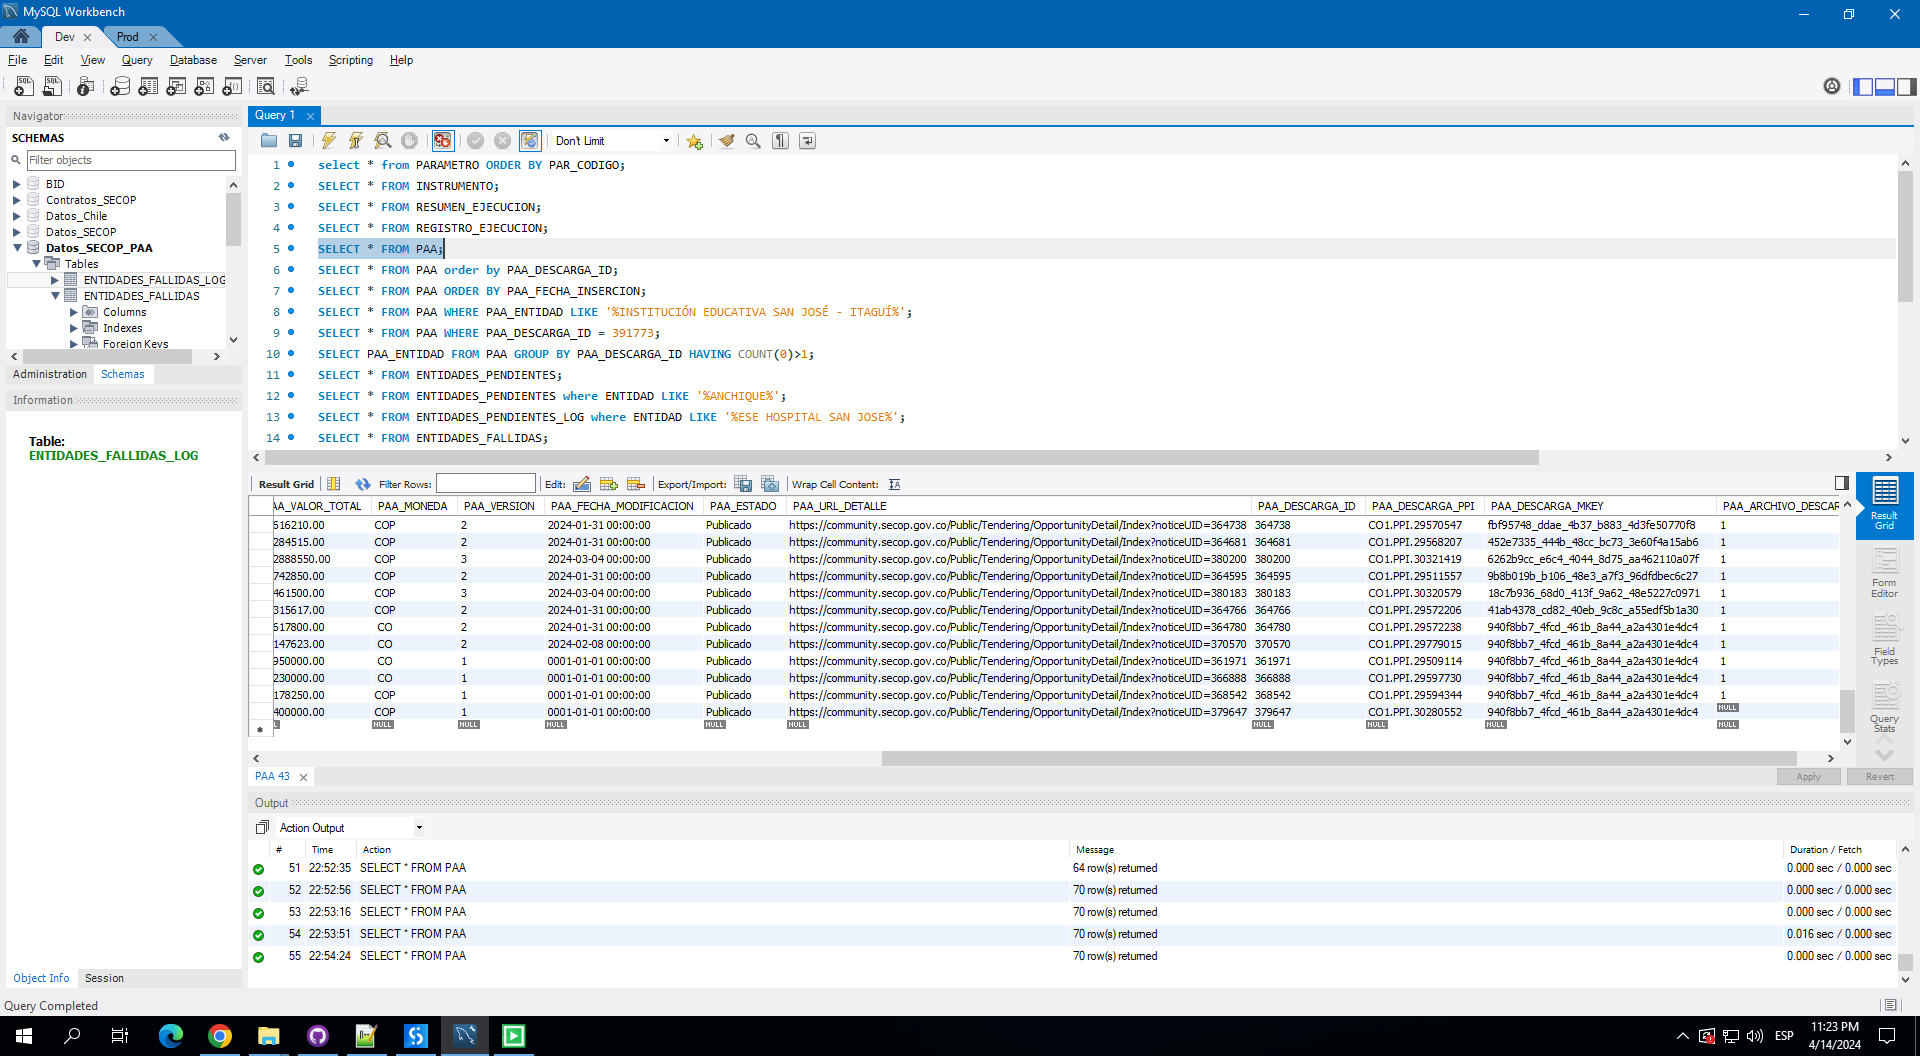 MySQL Workbench
Dev
Prod
File Edit View Query Database Server Tools Scripting Help
Navigator
SCHEMAS
Filter objects
BID
Contratos_SECOP
Datos_Chile
Datos_SECOP
Datos_SECOP_PAA
Tables
ENTIDADES_FALLIDAS_LOG
ENTIDADES_FALLIDAS
Columns
Indexes
Foreign Keys
Administration Schemas
Information
Table:
ENTIDADES_FALLIDAS_LOG
Object Info Session
Query 1
Don't Limit
1 select * from PARAMETRO ORDER BY PAR_CODIGO;
2 SELECT * FROM INSTRUMENTO;
3 SELECT * FROM RESUMEN_EJECUCION;
4 SELECT * FROM REGISTRO_EJECUCION;
5 SELECT * FROM PAA;
6 SELECT * FROM PAA order by PAA_DESCARGA_ID;
7 SELECT * FROM PAA ORDER BY PAA_FECHA_INSERCION;
8 SELECT * FROM PAA WHERE PAA_ENTIDAD LIKE '%INSTITUCIÓN EDUCATIVA SAN JOSÉ - ITAGUÍ%';
9 SELECT * FROM PAA WHERE PAA_DESCARGA_ID = 391773;
10 SELECT PAA_ENTIDAD FROM PAA GROUP BY PAA_DESCARGA_ID HAVING COUNT(0)>1;
11 SELECT * FROM ENTIDADES_PENDIENTES;
12 SELECT * FROM ENTIDADES_PENDIENTES where ENTIDAD LIKE '%ANCHIQUE%';
13 SELECT * FROM ENTIDADES_PENDIENTES_LOG where ENTIDAD LIKE '%ESE HOSPITAL SAN JOSE%';
14 SELECT * FROM ENTIDADES_FALLIDAS;
Result Grid Filter Rows: Edit: Export/Import: Wrap Cell Content:
AA_VALOR_TOTAL PAA_MONEDA PAA_VERSION PAA_FECHA_MODIFICACION PAA_ESTADO PAA_URL_DETALLE PAA_DESCARGA_ID PAA_DESCARGA_PPI PAA_DESCARGA_MKEY PAA_ARCHIVO_DESCAR
516210.00 COP 2 2024-01-31 00:00:00 Publicado https://community.secop.gov.co/Public/Tendering/OpportunityDetail/Index?noticeUID=364738 364738 CO1.PPI.29570547 fbf95748_ddae_4b37_b883_4d3fe50770f8 1
284515.00 COP 2 2024-01-31 00:00:00 Publicado https://community.secop.gov.co/Public/Tendering/OpportunityDetail/Index?noticeUID=364681 364681 CO1.PPI.29568207 452e7335_444b_48cc_bc73_3e60f4a15ab6 1
2888550.00 COP 3 2024-03-04 00:00:00 Publicado https://community.secop.gov.co/Public/Tendering/OpportunityDetail/Index?noticeUID=380200 380200 CO1.PPI.30321419 6262b9cc_e6c4_4044_8d75_aa462110a07f 1
742850.00 COP 2 2024-01-31 00:00:00 Publicado https://community.secop.gov.co/Public/Tendering/OpportunityDetail/Index?noticeUID=364595 364595 CO1.PPI.29511557 9b8b019b_b106_48e3_a7f3_96dfdbec6c27 1
461500.00 COP 3 2024-03-04 00:00:00 Publicado https://community.secop.gov.co/Public/Tendering/OpportunityDetail/Index?noticeUID=380183 380183 CO1.PPI.30320579 18c7b936_68d0_413f_9a62_48e5227c0971 1
315617.00 COP 2 2024-01-31 00:00:00 Publicado https://community.secop.gov.co/Public/Tendering/OpportunityDetail/Index?noticeUID=364766 364766 CO1.PPI.29572206 41ab4378_cd82_40eb_9c8c_a55edf5b1a30 1
517800.00 CO 2 2024-01-31 00:00:00 Publicado https://community.secop.gov.co/Public/Tendering/OpportunityDetail/Index?noticeUID=364780 364780 CO1.PPI.29572238 940f8bb7_4fcd_461b_8a44_a2a4301e4dc4 1
147623.00 CO 2 2024-02-08 00:00:00 Publicado https://community.secop.gov.co/Public/Tendering/OpportunityDetail/Index?noticeUID=370570 370570 CO1.PPI.29779015 940f8bb7_4fcd_461b_8a44_a2a4301e4dc4 1
950000.00 CO 1 0001-01-01 00:00:00 Publicado https://community.secop.gov.co/Public/Tendering/OpportunityDetail/Index?noticeUID=361971 361971 CO1.PPI.29509114 940f8bb7_4fcd_461b_8a44_a2a4301e4dc4 1
230000.00 CO 1 0001-01-01 00:00:00 Publicado https://community.secop.gov.co/Public/Tendering/OpportunityDetail/Index?noticeUID=366888 366888 CO1.PPI.29597730 940f8bb7_4fcd_461b_8a44_a2a4301e4dc4 1
178250.00 COP 1 0001-01-01 00:00:00 Publicado https://community.secop.gov.co/Public/Tendering/OpportunityDetail/Index?noticeUID=368542 368542 CO1.PPI.29594344 940f8bb7_4fcd_461b_8a44_a2a4301e4dc4 1
400000.00 COP 1 0001-01-01 00:00:00 Publicado https://community.secop.gov.co/Public/Tendering/OpportunityDetail/Index?noticeUID=379647 379647 CO1.PPI.30280552 940f8bb7_4fcd_461b_8a44_a2a4301e4dc4 NULL
NULL NULL NULL NULL NULL NULL NULL NULL NULL
Result Grid
Form Editor
Field Types
Query Stats
PAA 43
Apply Revert
Output
Action Output
# Time Action Message Duration / Fetch
51 22:52:35 SELECT * FROM PAA 64 row(s) returned 0.000 sec / 0.000 sec
52 22:52:56 SELECT * FROM PAA 70 row(s) returned 0.000 sec / 0.000 sec
53 22:53:16 SELECT * FROM PAA 70 row(s) returned 0.000 sec / 0.000 sec
54 22:53:51 SELECT * FROM PAA 70 row(s) returned 0.016 sec / 0.000 sec
55 22:54:24 SELECT * FROM PAA 70 row(s) returned 0.000 sec / 0.000 sec
Query Completed
ESP
11:23 PM
4/14/2024